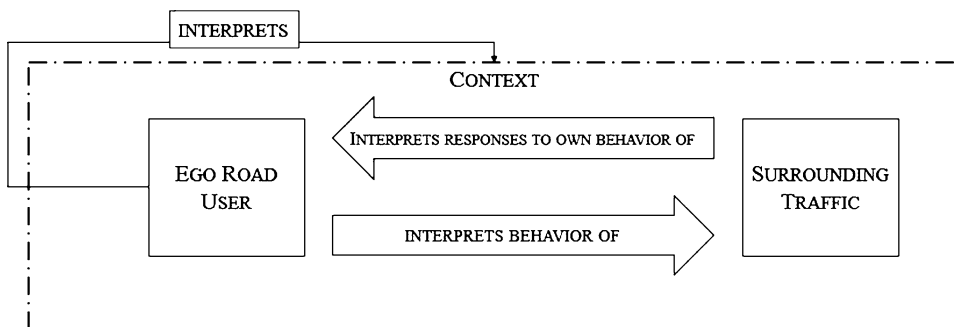 INTERPRETS
CONTEXT
INTERPRETS RESPONSES TO OWN BEHAVIOR OF
EGO ROAD
USER
SURROUNDING
TRAFFIC
INTERPRETS BEHAVIOR OF